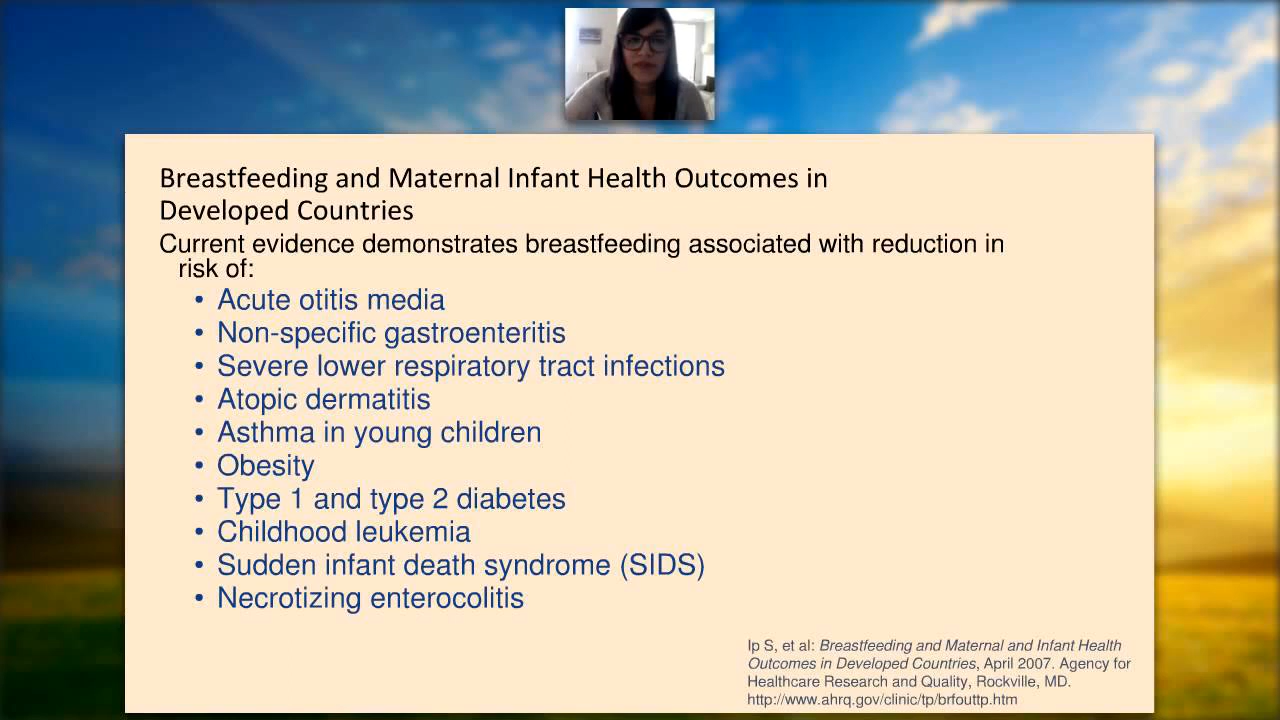 Breastfeeding and Maternal Infant Health Outcomes in
Developed Countries
Current evidence demonstrates breastfeeding associated with reduction in
risk of:
• Acute otitis media
• Non-specific gastroenteritis
• Severe lower respiratory tract infections
• Atopic dermatitis
• Asthma in young children
• Obesity
• Type 1 and type 2 diabetes
• Childhood leukemia
• Sudden infant death syndrome (SIDS)
• Necrotizing enterocolitis
Ip S, et al: Breastfeeding and Maternal and Infant Health
Outcomes in Developed Countries, April 2007. Agency for
Healthcare Research and Quality, Rockville, MD.
http://www.ahrq.gov/clinic/tp/brfouttp.htm